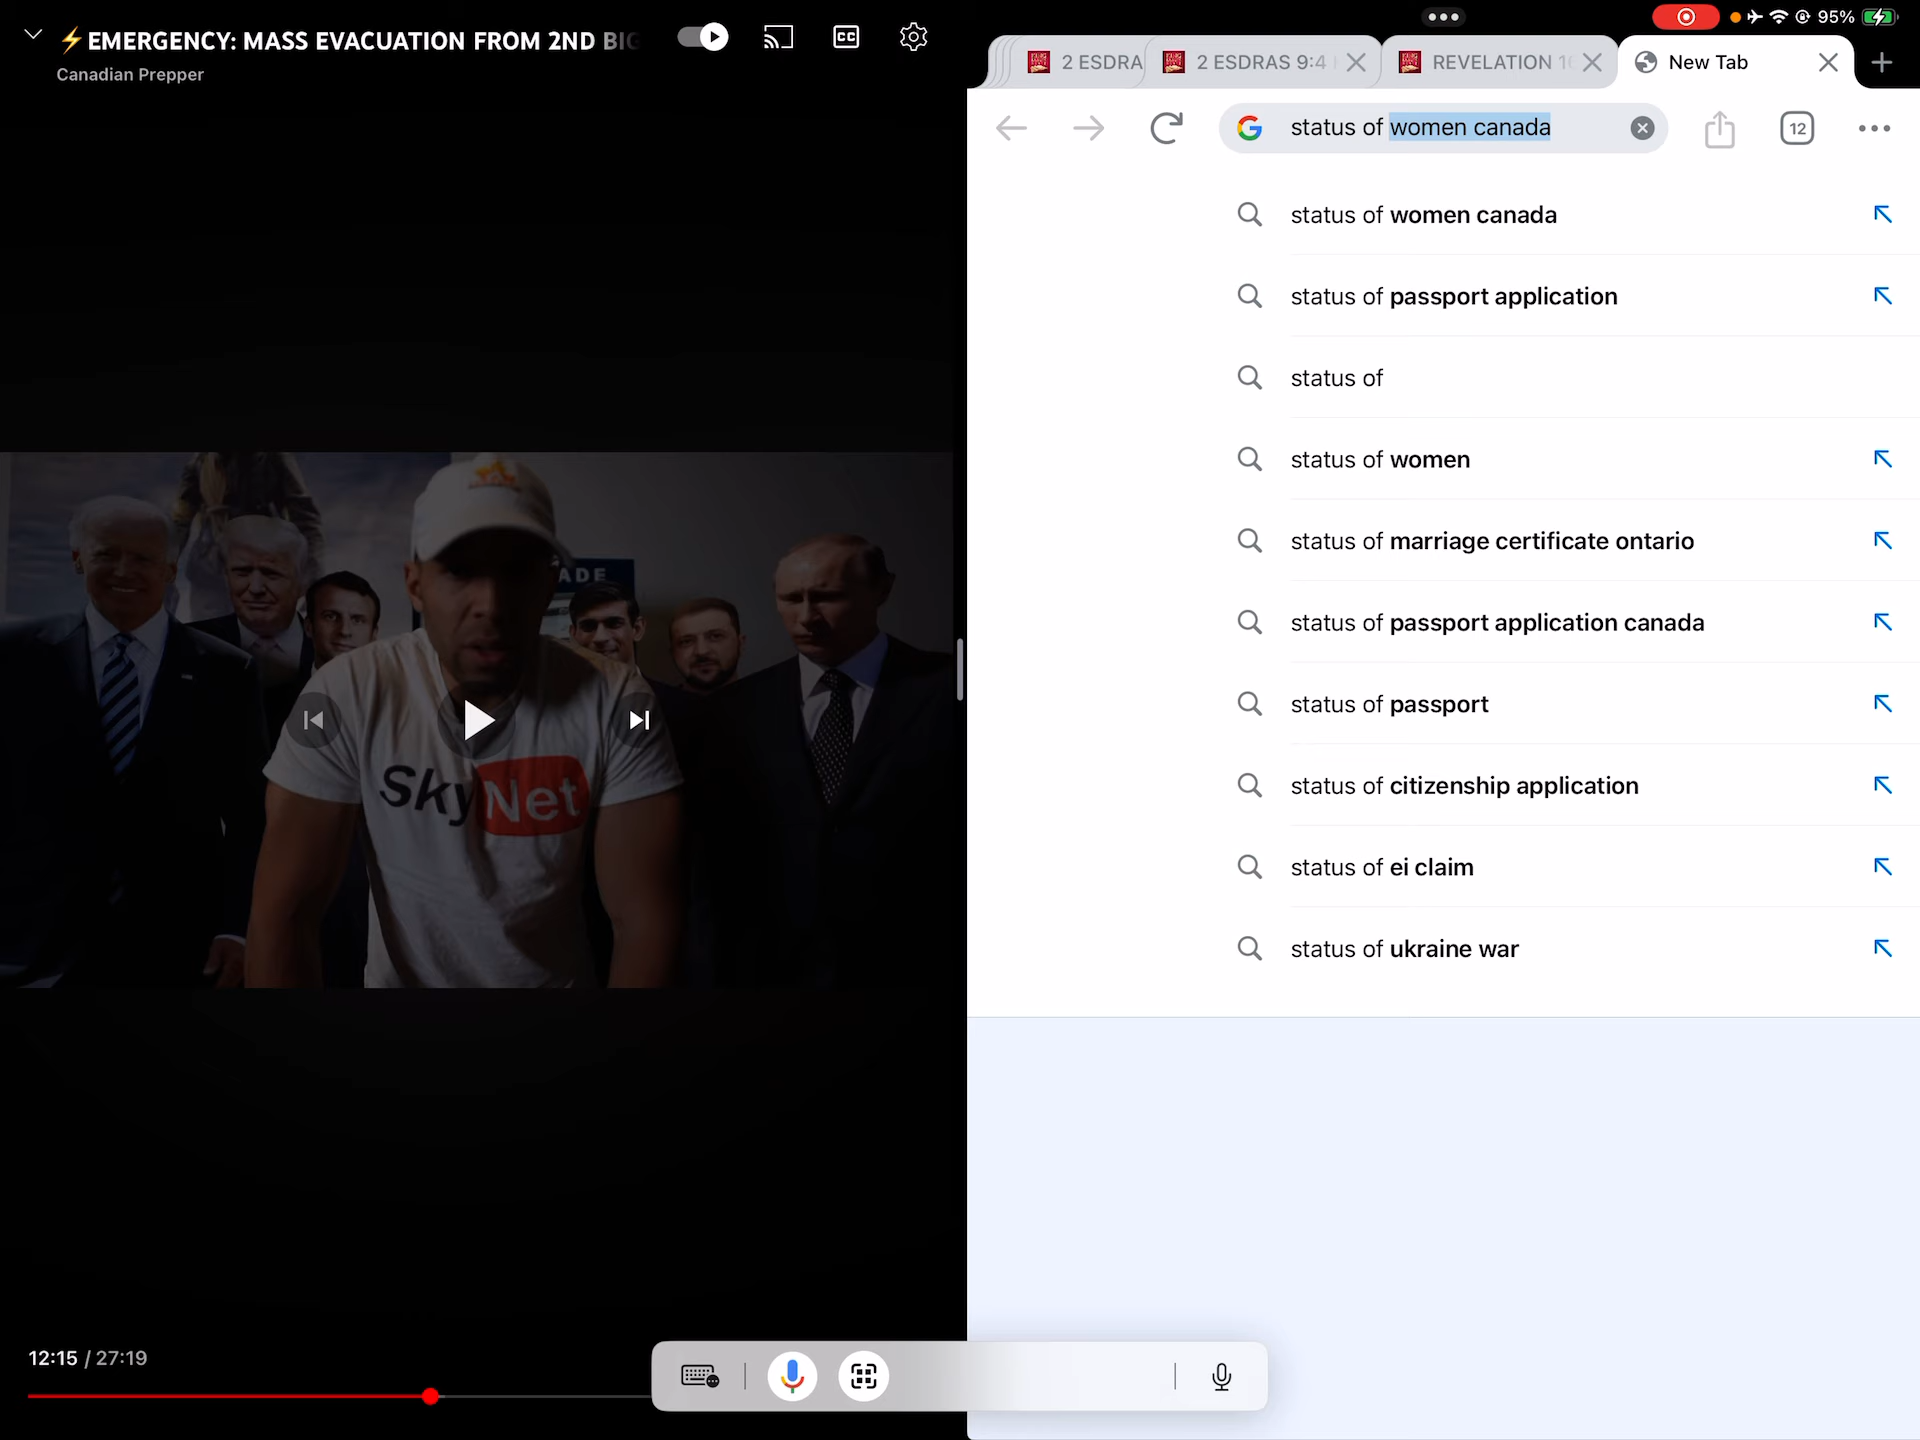 ⚡EMERGENCY: MASS EVACUATION FROM 2ND BIG
Canadian Prepper
CC
ADE
SkyNet
12:15 / 27:19
95%
2 ESDRA
2 ESDRAS 9:4
REVELATION 16
New Tab
status of women canada
12
status of women canada
status of passport application
status of
status of women
status of marriage certificate ontario
status of passport application canada
status of passport
status of citizenship application
status of ei claim
status of ukraine war